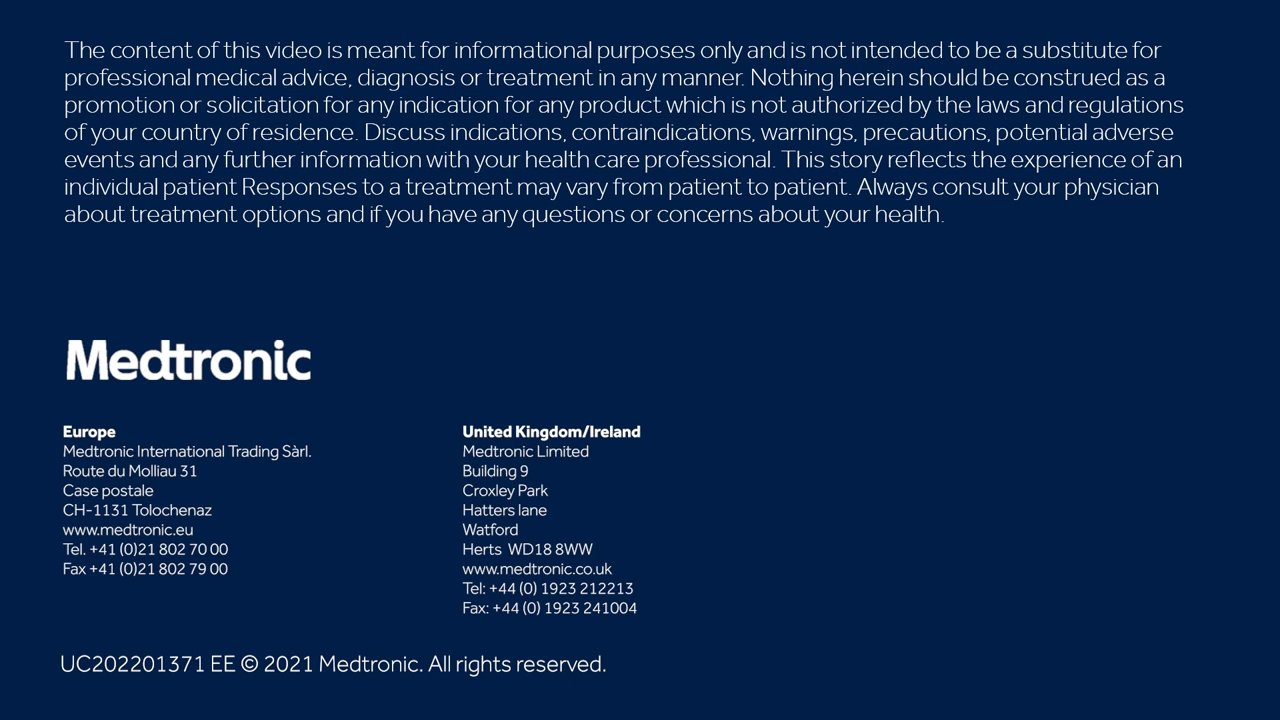 The content of this video is meant for informational purposes only and is not intended to be a substitute for
professional medical advice, diagnosis or treatment in any manner. Nothing herein should be construed as a
promotion or solicitation for any indication for any product which is not authorized by the laws and regulations
of your country of residence. Discuss indications, contraindications, warnings, precautions, potential adverse
events and any further information with your health care professional. This story reflects the experience of an
individual patient Responses to a treatment may vary from patient to patient. Always consult your physician
about treatment options and if you have any questions or concerns about your health.
Medtronic
Europe
Medtronic International Trading Sàrl.
Route du Molliau 31
Case postale
CH-1131 Tolochenaz
www.medtronic.eu
Tel. +41 (0)21 802 70 00
Fax +41 (0)21 802 79 00
United Kingdom/Ireland
Medtronic Limited
Building 9
Croxley Park
Hatters lane
Watford
Herts WD18 8WW
www.medtronic.co.uk
Tel: +44 (0) 1923 212213
Fax: +44 (0) 1923 241004
UC202201371 EE © 2021 Medtronic. All rights reserved.